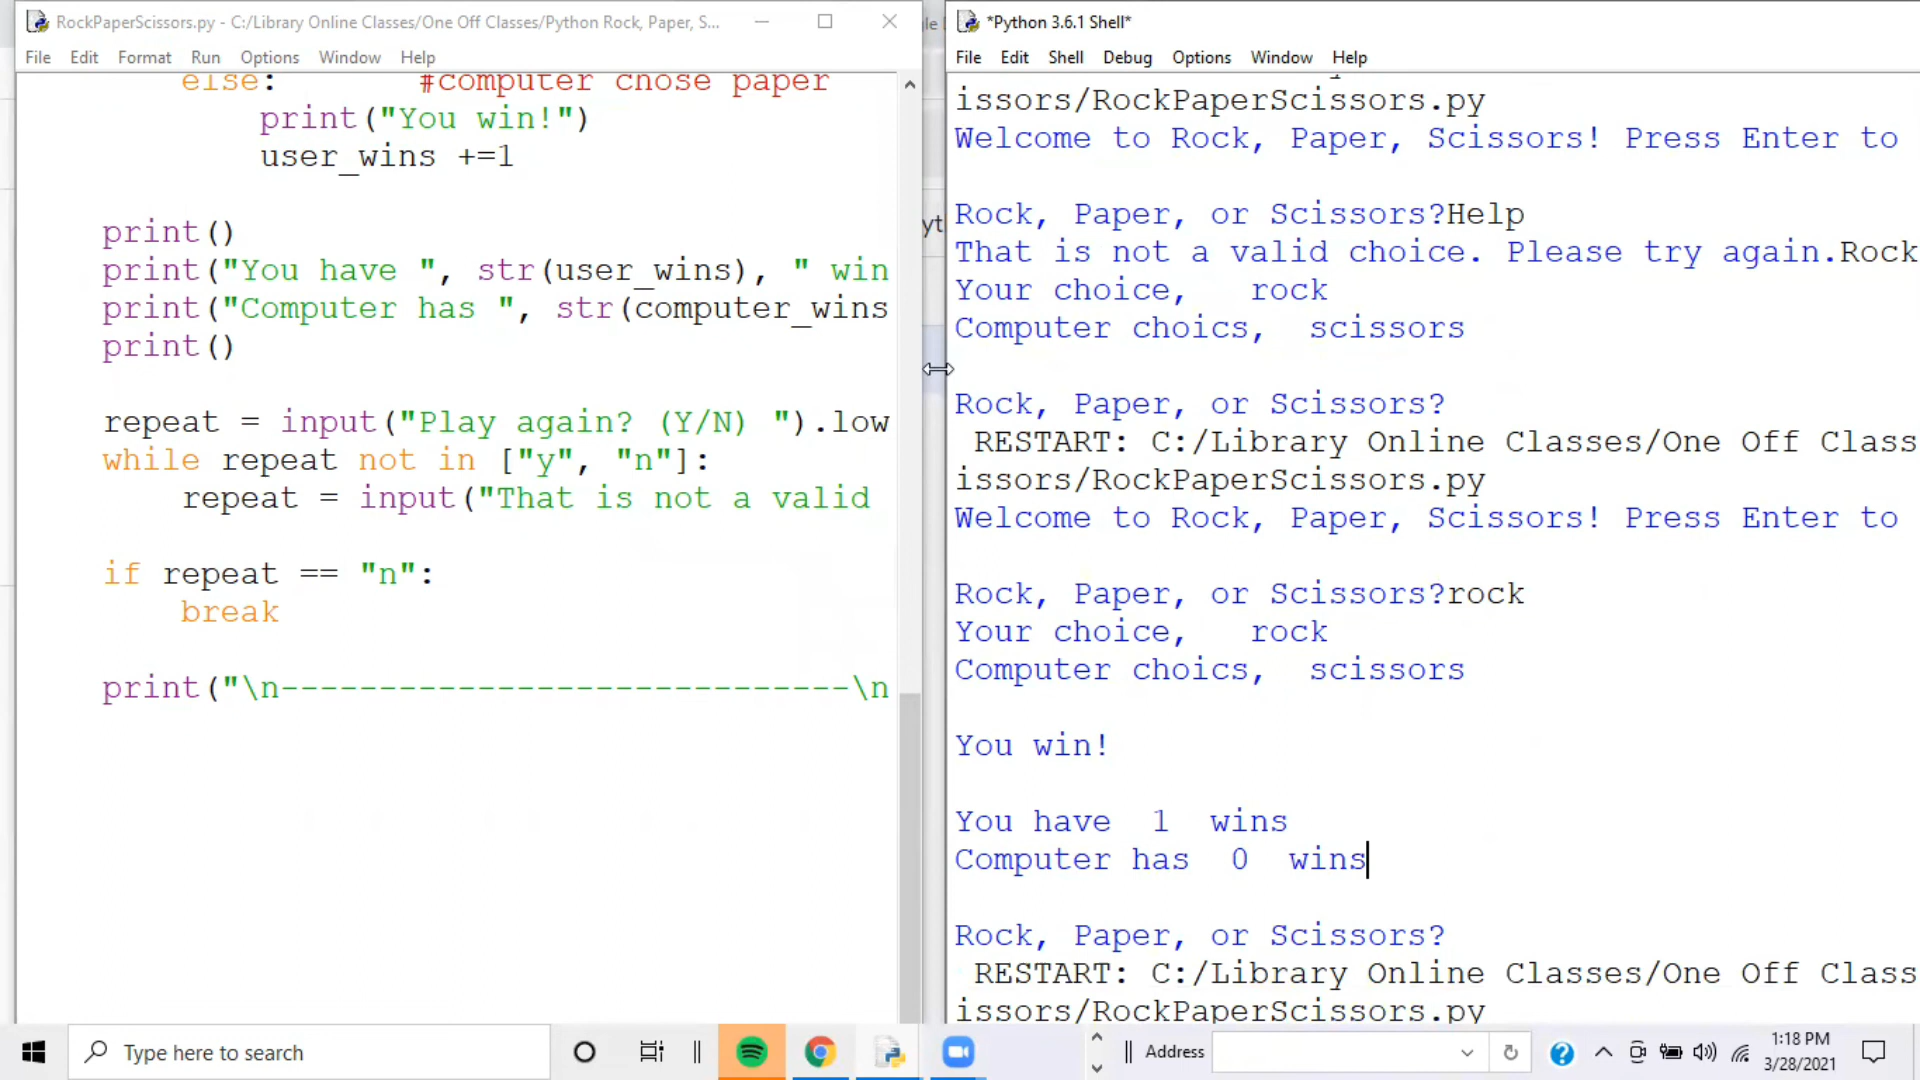 RockPaperScissors.py - C:/Library Online Classes/One Off Classes/Python Rock, Paper, S...
File Edit Format Run Options Window Help
else: #computer chose paper
print("You win!")
user_wins +=1
print()
print("You have ", str(user_wins), " win
print("Computer has ", str(computer_wins
print()
repeat = input("Play again? (Y/N) ").low
while repeat not in ["y", "n"]:
repeat = input("That is not a valid
if repeat == "n":
break
print("\n-----------------------------\n
*Python 3.6.1 Shell*
File Edit Shell Debug Options Window Help
issors/RockPaperScissors.py
Welcome to Rock, Paper, Scissors! Press Enter to
Rock, Paper, or Scissors?Help
That is not a valid choice. Please try again.Rock
Your choice,   rock
Computer choics,  scissors
Rock, Paper, or Scissors?
RESTART: C:/Library Online Classes/One Off Class
issors/RockPaperScissors.py
Welcome to Rock, Paper, Scissors! Press Enter to
Rock, Paper, or Scissors?rock
Your choice,   rock
Computer choics,  scissors
You win!
You have  1  wins
Computer has  0  wins
Rock, Paper, or Scissors?
RESTART: C:/Library Online Classes/One Off Class
issors/RockPaperScissors.py
Type here to search
Address
1:18 PM
3/28/2021